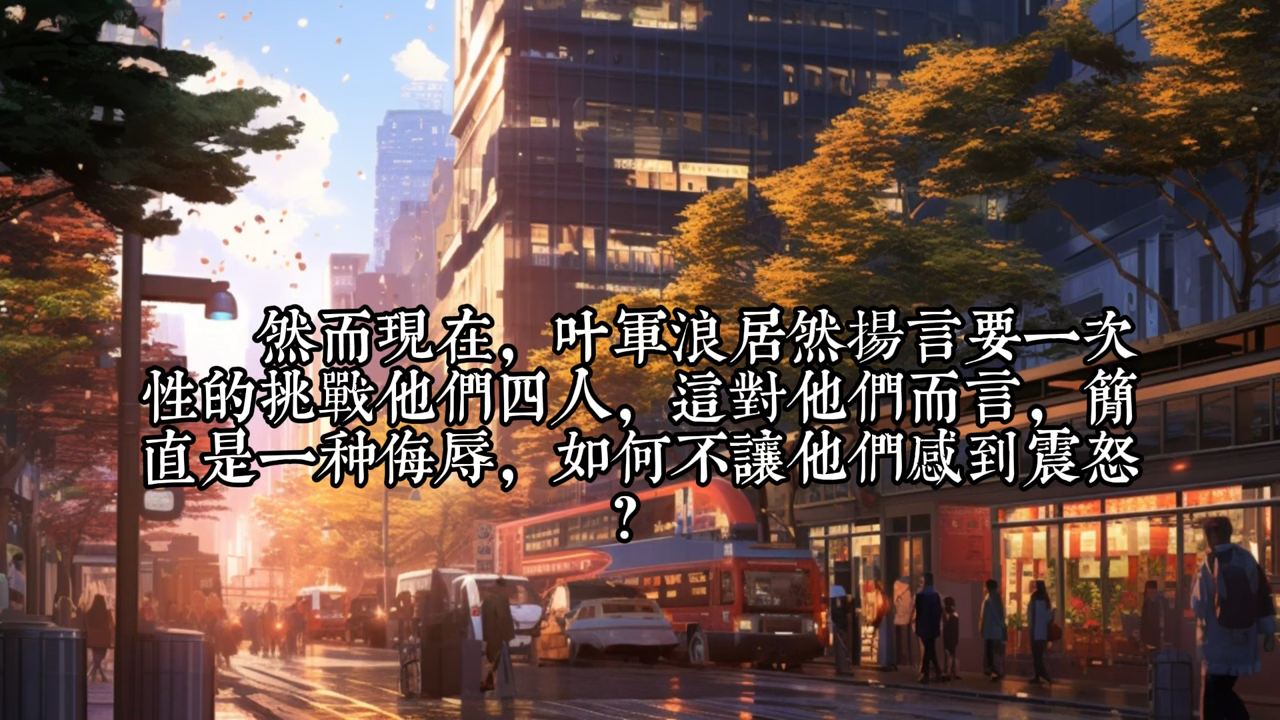 然而現在，叶軍浪居然揚言要一次
性的挑戰他們四人，這對他們而言，簡
直是一种侮辱，如何不讓他們感到震怒
？